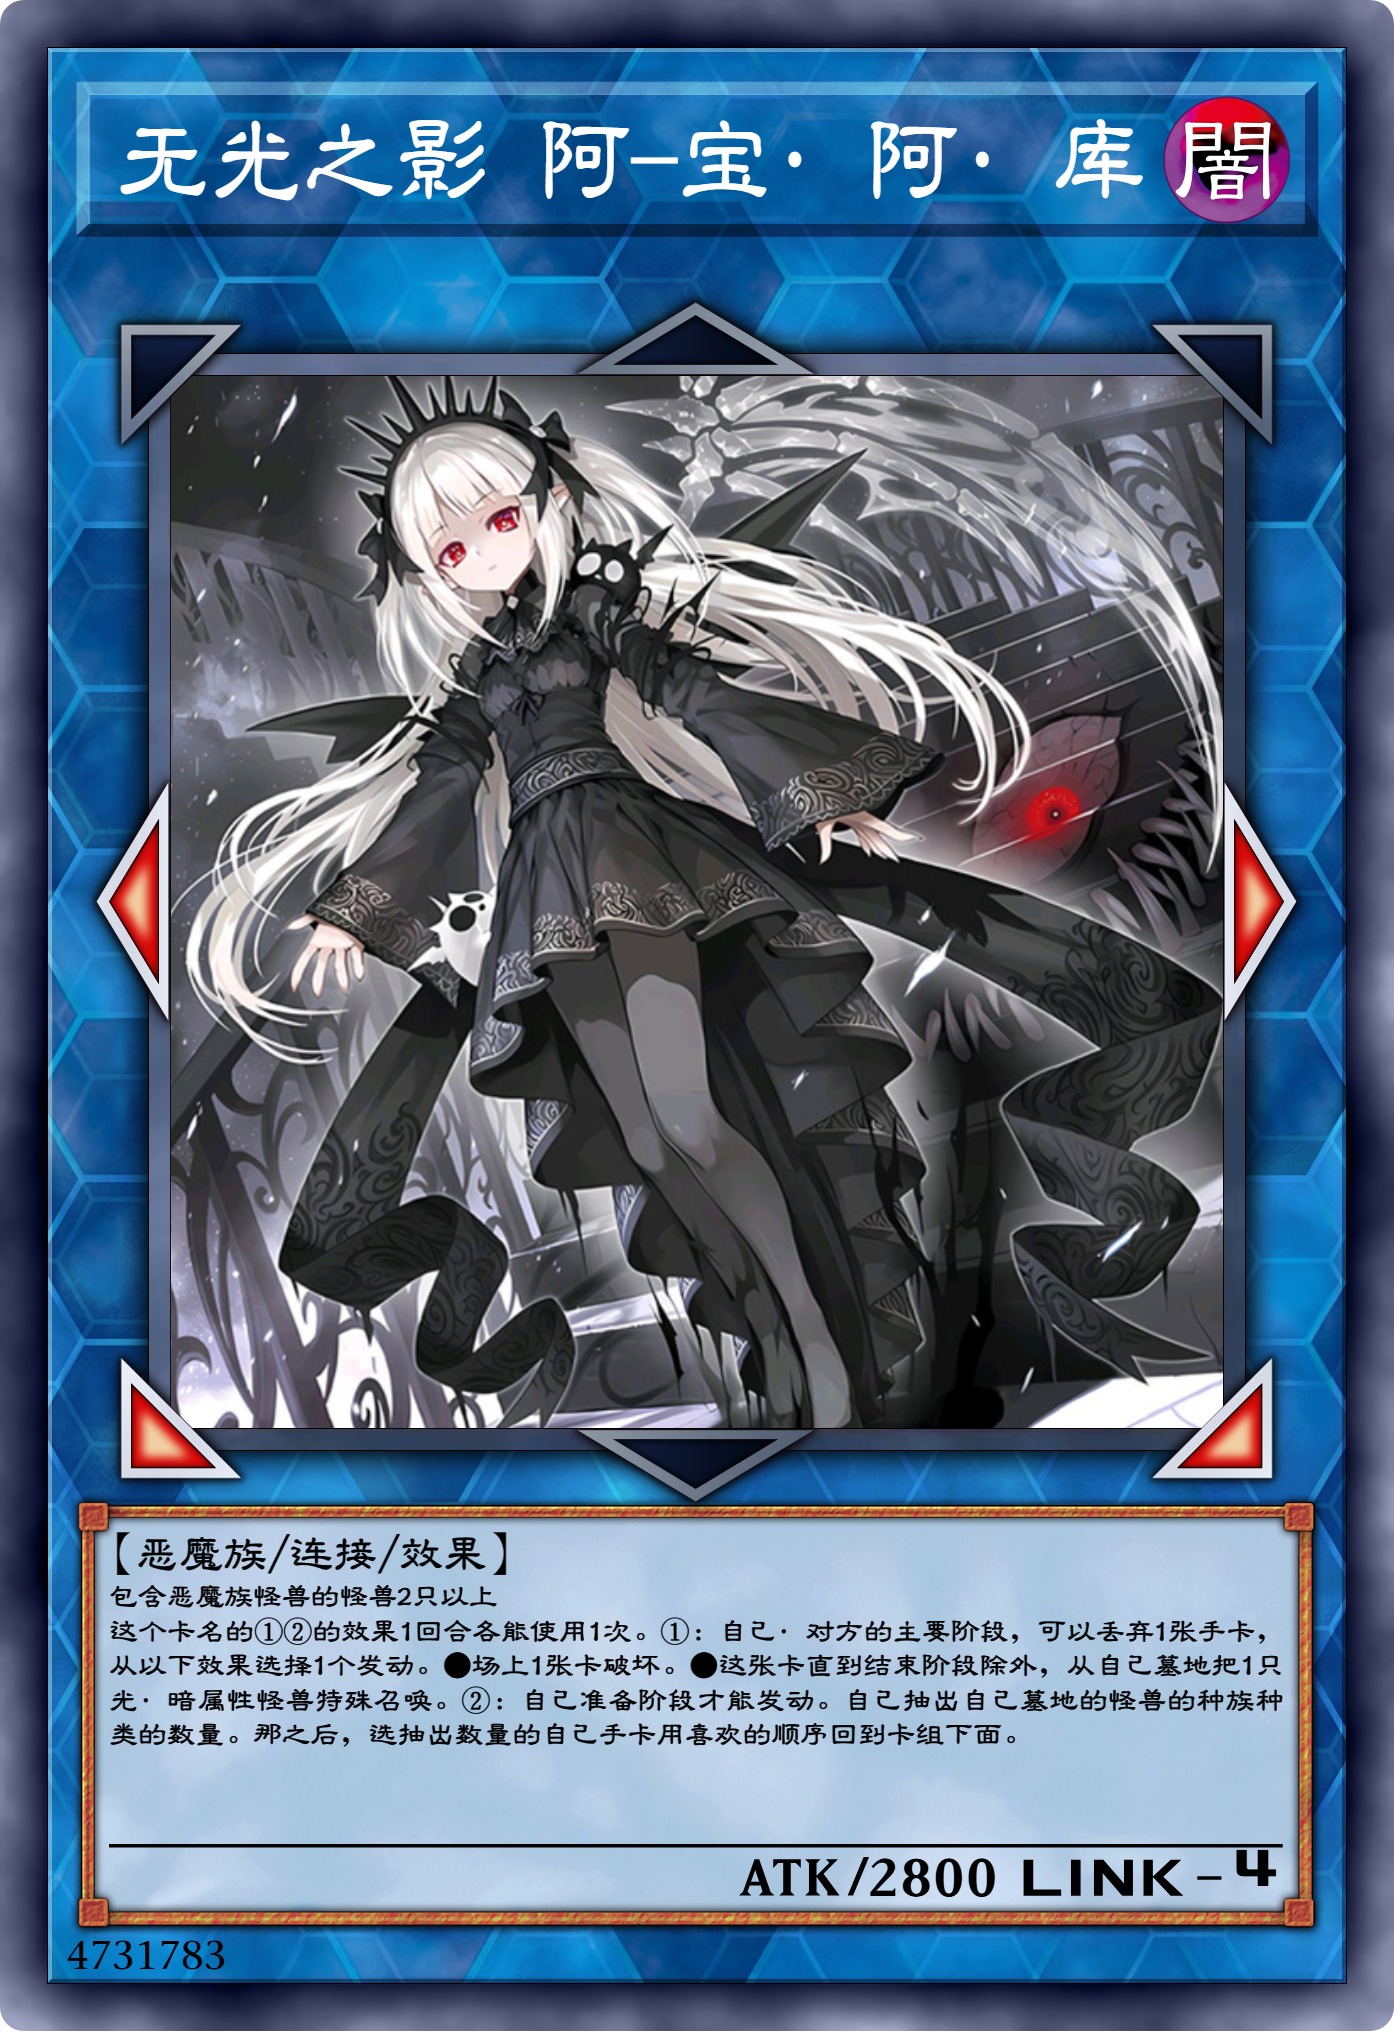 无光之影 阿-宝·阿·库 闇
【恶魔族/连接/效果】
包含恶魔族怪兽的怪兽2只以上
这个卡名的①②的效果1回合各能使用1次。①：自己·对方的主要阶段，可以丢弃1张手卡，
从以下效果选择1个发动。●场上1张卡破坏。●这张卡直到结束阶段除外，从自己墓地把1只
光·暗属性怪兽特殊召唤。②：自己准备阶段才能发动。自己抽出自己墓地的怪兽的种族种
类的数量。那之后，选抽出数量的自己手卡用喜欢的顺序回到卡组下面。
ATK/2800 LINK-4
4731783